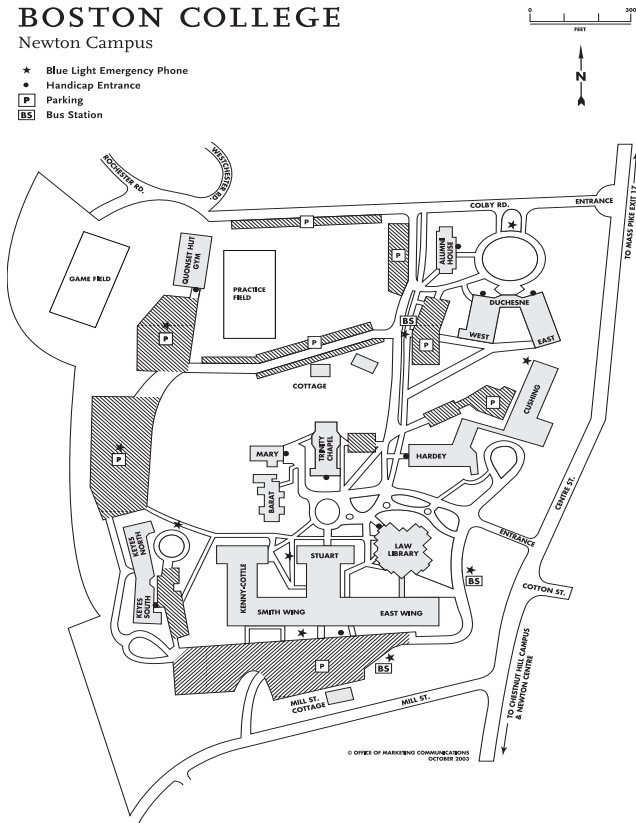 BOSTON COLLEGE
Newton Campus
0 300
FEET
N
★ Blue Light Emergency Phone
● Handicap Entrance
P Parking
BS Bus Station
ROCHESTER RD.
WESTCHESTER RD.
COLBY RD.
ENTRANCE
TO MASS PIKE EXIT 17
P
P
GAME FIELD
QUONSET HUT
GYM
PRACTICE
FIELD
ALUMNI
HOUSE
DUCHESNE
WEST
EAST
BS
P
P
P
COTTAGE
CUSHING
P
P
MARY
TRINITY
CHAPEL
HARDEY
BARAT
CENTRE ST.
ENTRANCE
KEYES
NORTH
KEYES
SOUTH
KENNY-COTTLE
STUART
LAW
LIBRARY
SMITH WING
EAST WING
BS
COTTON ST.
P
BS
MILL ST.
COTTAGE
MILL ST.
TO CHESTNUT HILL CAMPUS
& NEWTON CENTRE
© OFFICE OF MARKETING COMMUNICATIONS
OCTOBER 2003